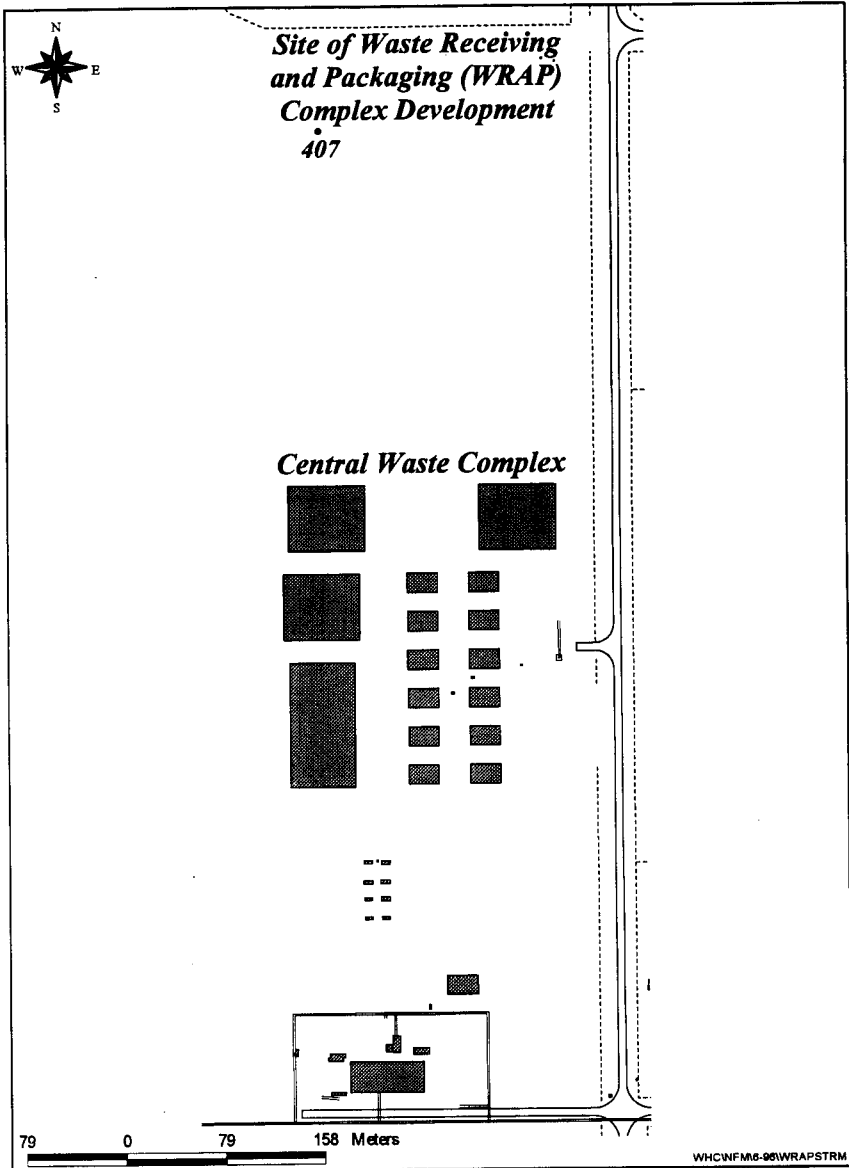 N
W E
S
Site of Waste Receiving
and Packaging (WRAP)
Complex Development
407
Central Waste Complex
79 0 79 158 Meters
WHC\NFM\6-96\WRAPSTRM